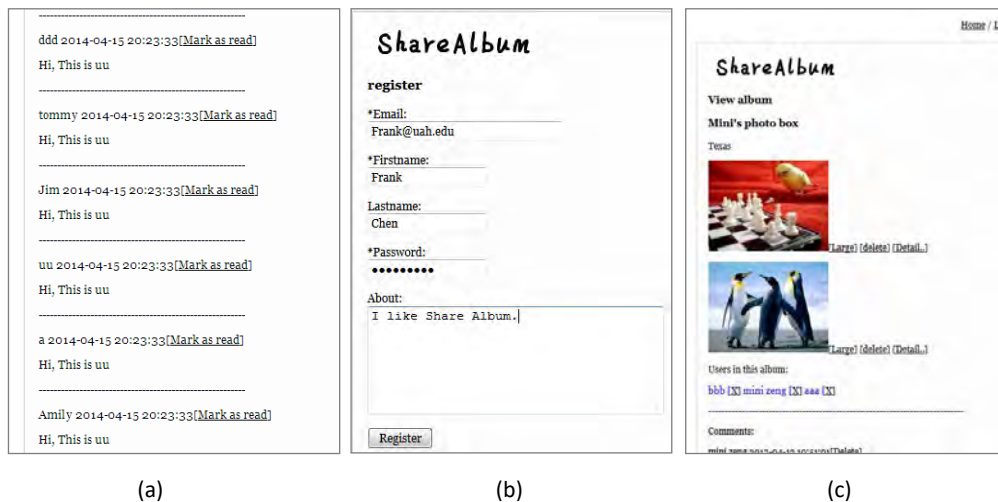 ddd 2014-04-15 20:23:33[Mark as read]
Hi, This is uu
tommy 2014-04-15 20:23:33[Mark as read]
Hi, This is uu
Jim 2014-04-15 20:23:33[Mark as read]
Hi, This is uu
uu 2014-04-15 20:23:33[Mark as read]
Hi, This is uu
a 2014-04-15 20:23:33[Mark as read]
Hi, This is uu
Amily 2014-04-15 20:23:33[Mark as read]
Hi, This is uu
(a)
ShareAlbum
register
*Email:
Frank@uah.edu
*Firstname:
Frank
Lastname:
Chen
*Password:
•••••••••
About:
I like Share Album.
Register
(b)
Home /
ShareAlbum
View album
Mini's photo box
Texas
[Large] [delete] [Detail..]
[Large] [delete] [Detail..]
Users in this album:
bbb [X] mini zeng [X] aaa [X]
Comments:
mini zeng [Delete]
(c)